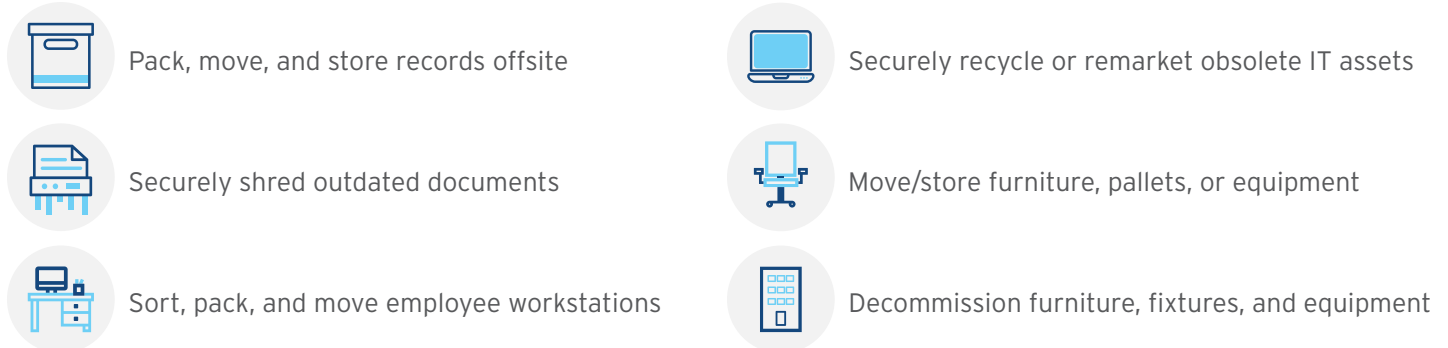 Pack, move, and store records offsite
Securely shred outdated documents
Sort, pack, and move employee workstations
Securely recycle or remarket obsolete IT assets
Move/store furniture, pallets, or equipment
Decommission furniture, fixtures, and equipment